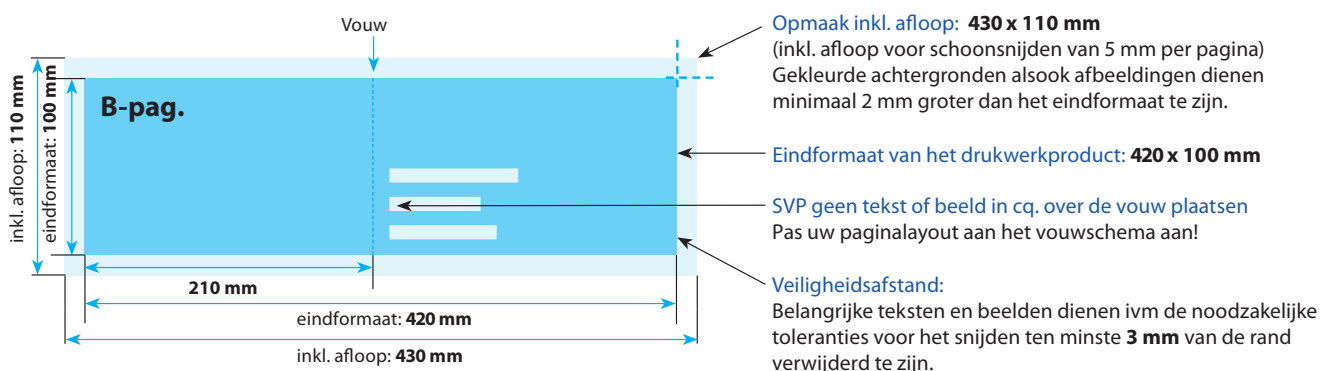 Vouw
B-pag.
inkl. afloop: 110 mm
eindformaat: 100 mm
210 mm
eindformaat: 420 mm
inkl. afloop: 430 mm
Opmaak inkl. afloop: 430 x 110 mm
(inkl. afloop voor schoonsnijden van 5 mm per pagina)
Gekleurde achtergronden alsook afbeeldingen dienen
minimaal 2 mm groter dan het eindformaat te zijn.
Eindformaat van het drukwerkproduct: 420 x 100 mm
SVP geen tekst of beeld in cq. over de vouw plaatsen
Pas uw paginalayout aan het vouwschema aan!
Veiligheidsafstand:
Belangrijke teksten en beelden dienen ivm de noodzakelijke
toleranties voor het snijden ten minste 3 mm van de rand
verwijderd te zijn.